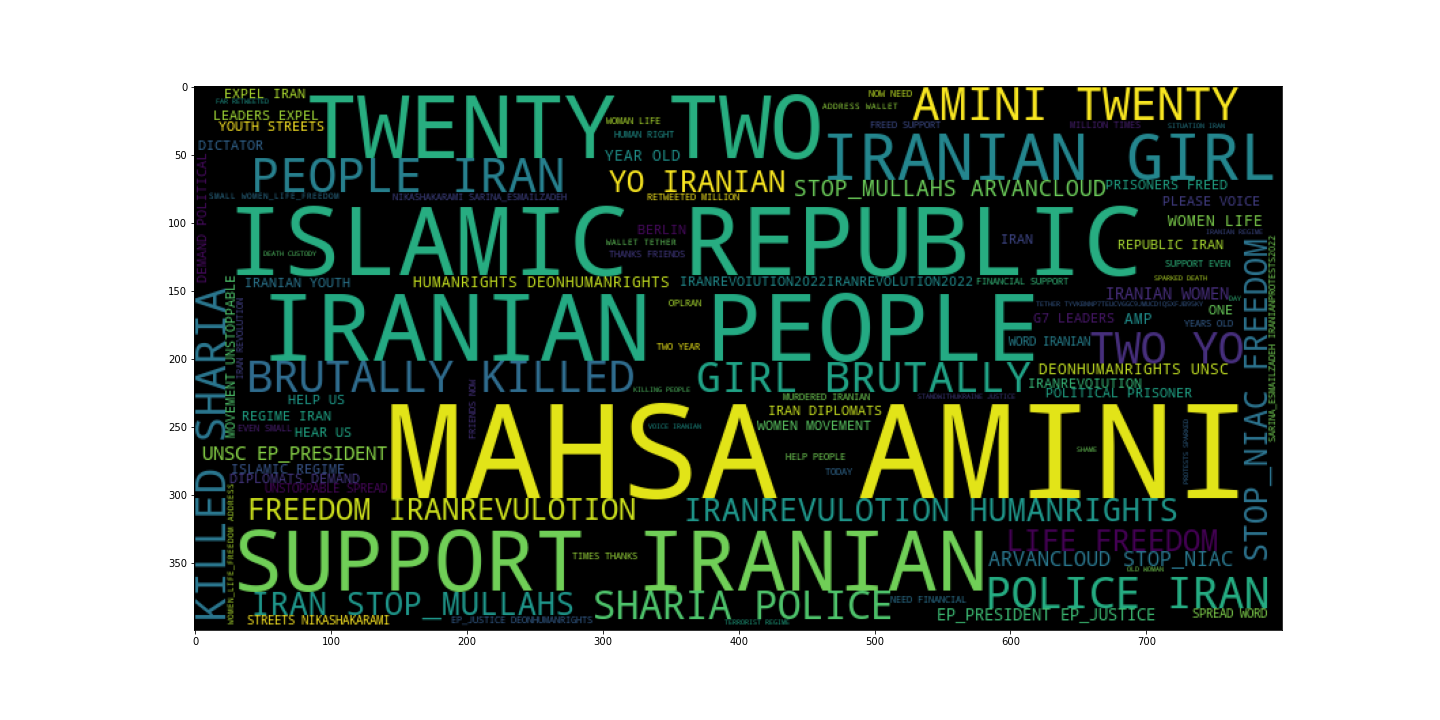 0
EXPEL IRAN
FAR RETWEETED
LEADERS EXPEL
YOUTH STREETS
DICTATOR
TWENTY TWO
WOMAN LIFE
HUMAN RIGHT
YEAR OLD
ADDRESS WALLET
NOW NEED
AMINI TWENTY
FREED SUPPORT
MILLION TIMES
SITUATION IRAN
50
PEOPLE IRAN
YO IRANIAN
IRANIAN GIRL
STOP_MULLAHS ARVANCLOUD
PRISONERS FREED
SMALL WOMEN_LIFE_FREEDOM
NIKASHAKARAMI SARINA_ESMAILZADEH
RETWEETED MILLION
PLEASE VOICE
DEMAND POLITICAL
100
ISLAMIC REPUBLIC
BERLIN
WALLET TETHER
THANKS FRIENDS
DEATH CUSTODY
IRAN
WOMEN LIFE
IRANIAN REGIME
REPUBLIC IRAN
SUPPORT EVEN
SPARKED DEATH
IRANIAN YOUTH
HUMANRIGHTS DEONHUMANRIGHTS
IRANREVOIUTION2022IRANREVOLUTION2022
FINANCIAL SUPPORT
150
IRANIAN PEOPLE
OPLRAN
TWO YEAR
IRANIAN WOMEN
DAY
ONE
G7 LEADERS
AMP
YEARS OLD
WORD IRANIAN
TWO YO
MOVEMENT UNSTOPPABLE
IRAN REVOLUTION
200
BRUTALLY KILLED
GIRL BRUTALLY
DEONHUMANRIGHTS UNSC
IRANREVOIUTION
POLITICAL PRISONER
KILLING PEOPLE
MURDERED IRANIAN
STANDWITHUKRAINE JUSTICE
HELP US
REGIME IRAN
EVEN SMALL
HEAR US
FRIENDS NOW
IRAN DIPLOMATS
WOMEN MOVEMENT
VOICE IRANIAN
250
MAHSA AMINI
UNSC EP_PRESIDENT
ISLAMIC REGIME
DIPLOMATS DEMAND
UNSTOPPABLE SPREAD
HELP PEOPLE
TODAY
SHAME
PROTESTS SPARKED
STOP_NIAC FREEDOM
SARINA_ESMAILZADEH IRANIANPROTESTS2022
KILLED SHARIA
300
FREEDOM IRANREVULOTION
IRANREVULOTION HUMANRIGHTS
WOMEN_LIFE_FREEDOM ADDRESS
350
SUPPORT IRANIAN
TIMES THANKS
LIFE FREEDOM
ARVANCLOUD STOP_NIAC
OLD WOMAN
POLICE IRAN
IRAN STOP_MULLAHS
SHARIA POLICE
NEED FINANCIAL
STREETS NIKASHAKARAMI
EP_JUSTICE DEONHUMANRIGHTS
TERRORIST REGIME
EP_PRESIDENT EP_JUSTICE
SPREAD WORD
0 100 200 300 400 500 600 700